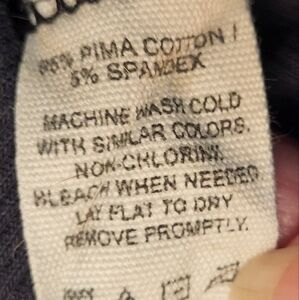 95% PIMA COTTON /
5% SPANDEX
MACHINE WASH COLD
WITH SIMILAR COLORS.
NON-CHLORINE
BLEACH WHEN NEEDED.
LAY FLAT TO DRY
REMOVE PROMPTLY.